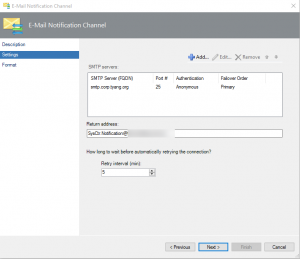 E-Mail Notification Channel
E-Mail Notification Channel
Description
Settings
Format
Add... Edit... Remove
SMTP servers:
SMTP Server (FQDN) Port # Authentication Failover Order
smtp.corp.tyang.org 25 Anonymous Primary
Return address:
SysCtr.Notification@
How long to wait before automatically retrying the connection?
Retry interval (min):
5
< Previous Next > Finish Cancel